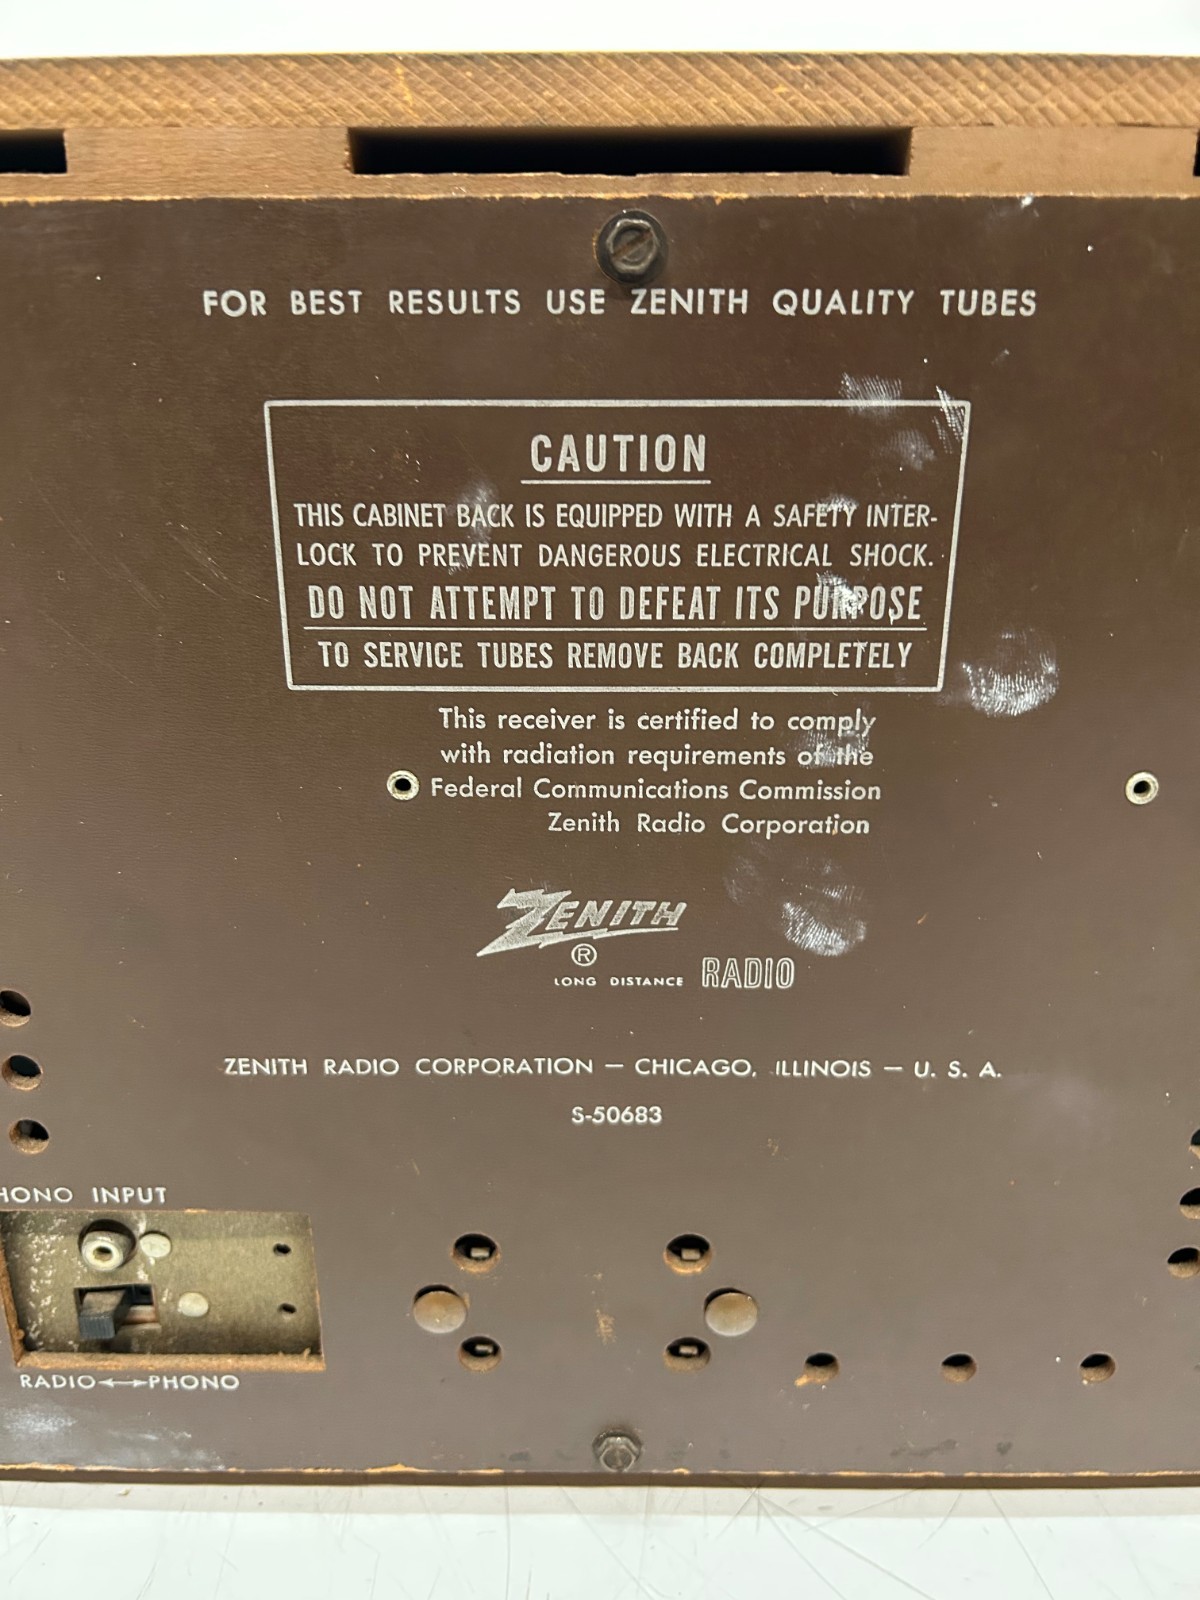 FOR BEST RESULTS USE ZENITH QUALITY TUBES
CAUTION
THIS CABINET BACK IS EQUIPPED WITH A SAFETY INTER-
LOCK TO PREVENT DANGEROUS ELECTRICAL SHOCK.
DO NOT ATTEMPT TO DEFEAT ITS PURPOSE
TO SERVICE TUBES REMOVE BACK COMPLETELY
This receiver is certified to comply
with radiation requirements of the
Federal Communications Commission
Zenith Radio Corporation
ZENITH
®
LONG DISTANCE RADIO
ZENITH RADIO CORPORATION — CHICAGO, ILLINOIS — U. S. A.
S-50683
HONO INPUT
RADIO↔PHONO